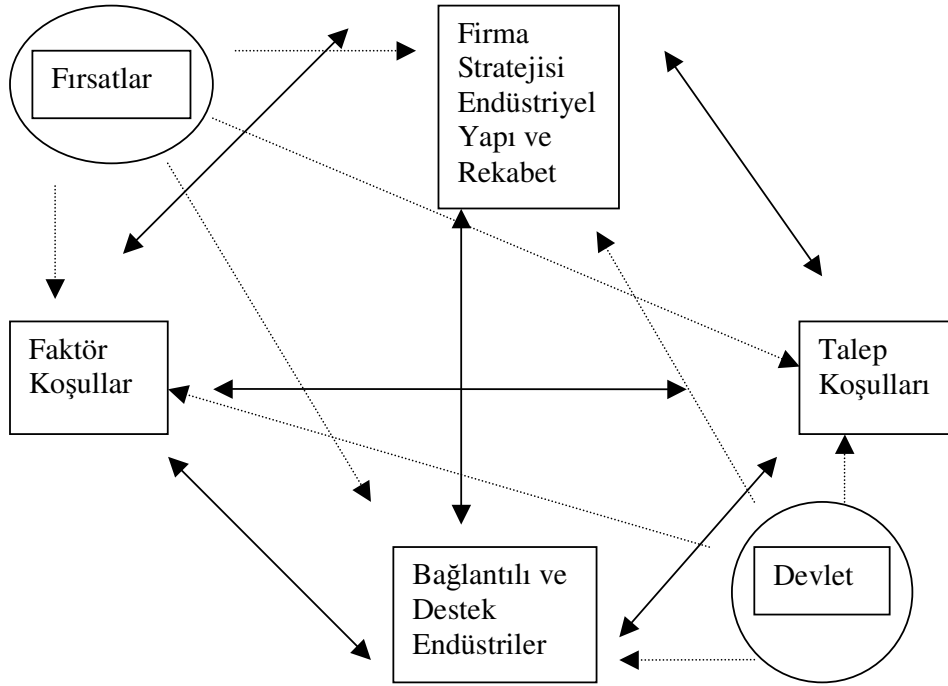 Fırsatlar
Firma
Stratejisi
Endüstriyel
Yapı ve
Rekabet
Faktör
Koşullar
Talep
Koşulları
Bağlantılı ve
Destek
Endüstriler
Devlet